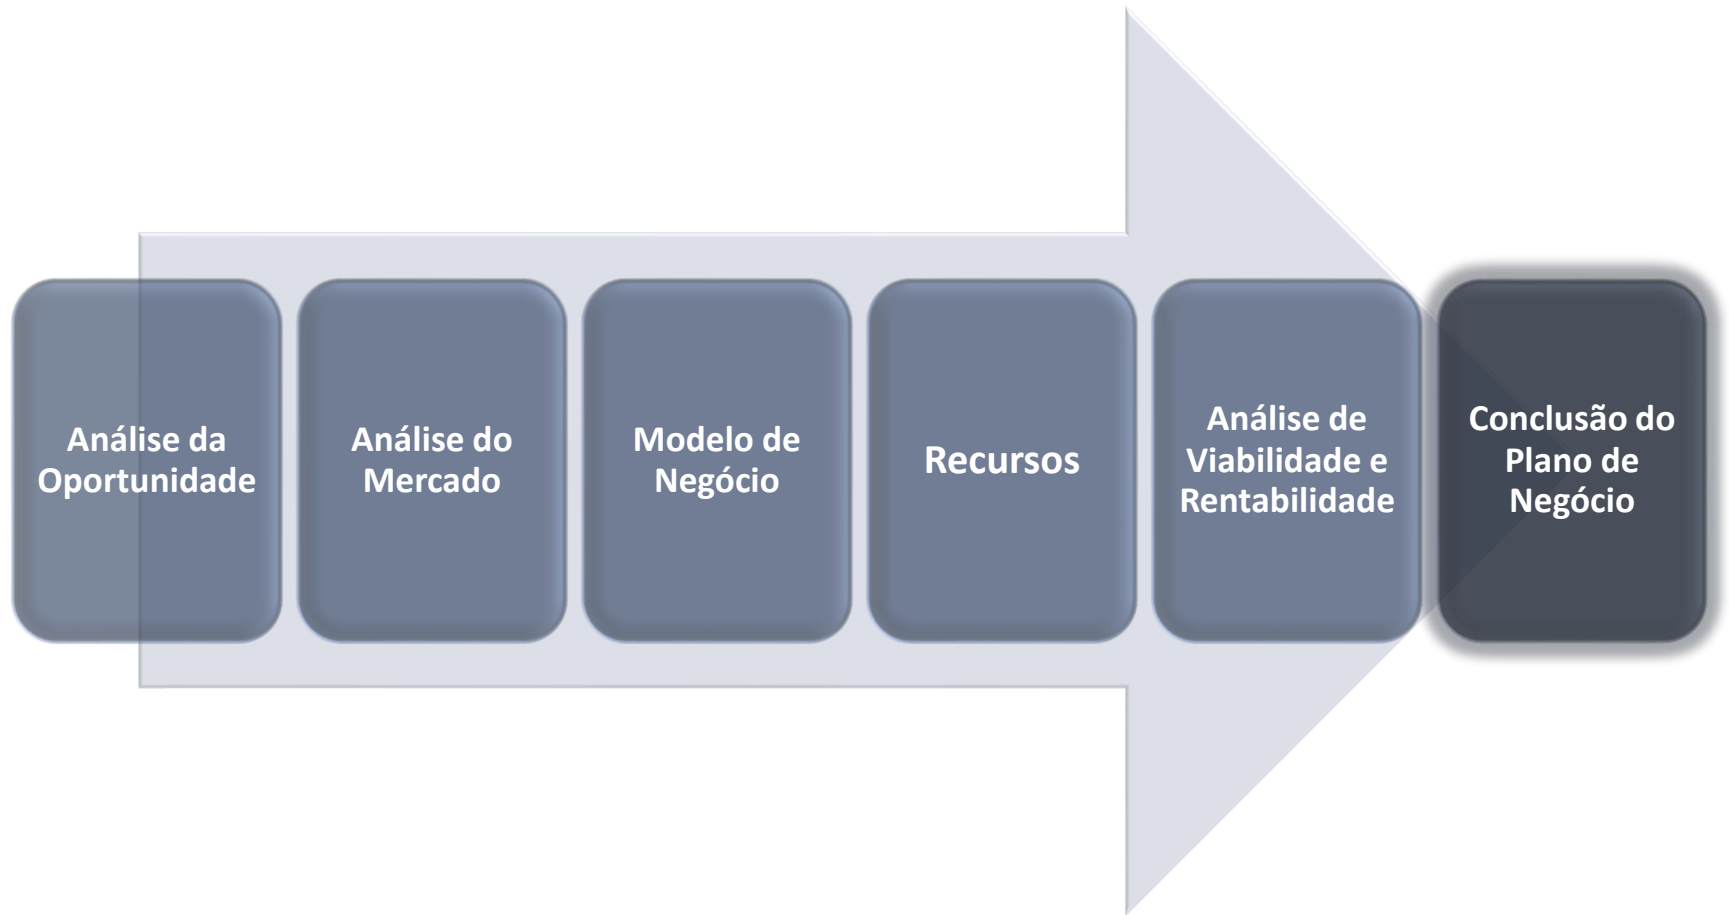 Análise da
Oportunidade
Análise do
Mercado
Modelo de
Negócio
Recursos
Análise de
Viabilidade e
Rentabilidade
Conclusão do
Plano de
Negócio